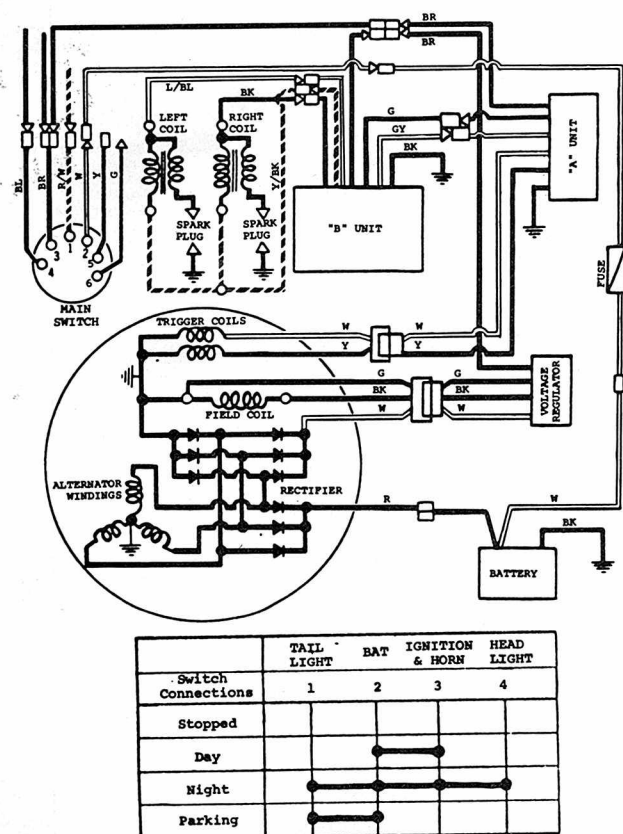 BR
BR
L/BL
BK
G
GY
BK
"A" UNIT
LEFT
COIL
RIGHT
COIL
Y/BK
BL
BR
R/W
W
Y
G
SPARK
PLUG
SPARK
PLUG
"B" UNIT
3
1
2
4
5
6
MAIN
SWITCH
FUSE
TRIGGER COILS
W
W
Y
Y
G
G
BK
BK
FIELD COIL
W
W
VOLTAGE
REGULATOR
ALTERNATOR
WINDINGS
RECTIFIER
R
W
BK
BATTERY
TAIL LIGHT BAT IGNITION & HORN HEAD LIGHT
Switch
Connections 1 2 3 4
Stopped
Day
Night
Parking